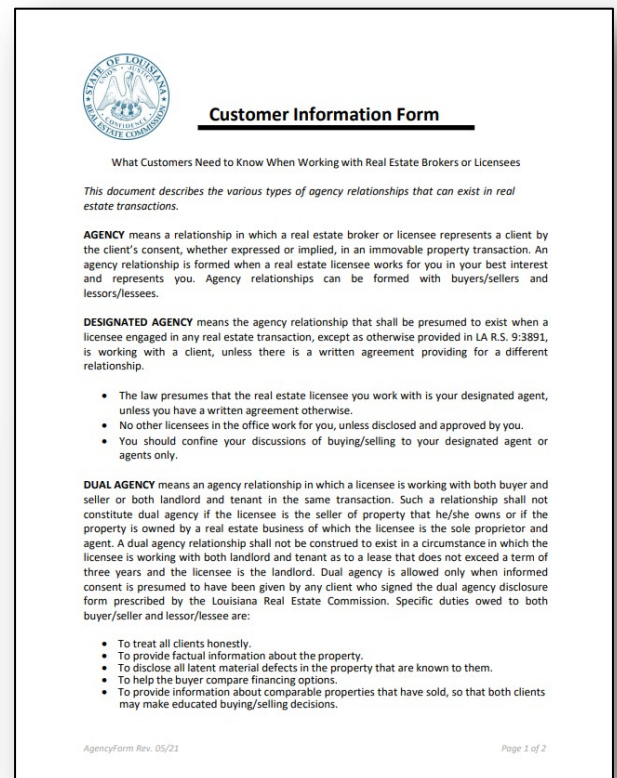 STATE OF LOUISIANA
UNION • JUSTICE
CONFIDENCE
REAL ESTATE COMMISSION
Customer Information Form
What Customers Need to Know When Working with Real Estate Brokers or Licensees
This document describes the various types of agency relationships that can exist in real
estate transactions.
AGENCY means a relationship in which a real estate broker or licensee represents a client by
the client's consent, whether expressed or implied, in an immovable property transaction. An
agency relationship is formed when a real estate licensee works for you in your best interest
and represents you. Agency relationships can be formed with buyers/sellers and
lessors/lessees.
DESIGNATED AGENCY means the agency relationship that shall be presumed to exist when a
licensee engaged in any real estate transaction, except as otherwise provided in LA R.S. 9:3891,
is working with a client, unless there is a written agreement providing for a different
relationship.
• The law presumes that the real estate licensee you work with is your designated agent,
unless you have a written agreement otherwise.
• No other licensees in the office work for you, unless disclosed and approved by you.
• You should confine your discussions of buying/selling to your designated agent or
agents only.
DUAL AGENCY means an agency relationship in which a licensee is working with both buyer and
seller or both landlord and tenant in the same transaction. Such a relationship shall not
constitute dual agency if the licensee is the seller of property that he/she owns or if the
property is owned by a real estate business of which the licensee is the sole proprietor and
agent. A dual agency relationship shall not be construed to exist in a circumstance in which the
licensee is working with both landlord and tenant as to a lease that does not exceed a term of
three years and the licensee is the landlord. Dual agency is allowed only when informed
consent is presumed to have been given by any client who signed the dual agency disclosure
form prescribed by the Louisiana Real Estate Commission. Specific duties owed to both
buyer/seller and lessor/lessee are:
• To treat all clients honestly.
• To provide factual information about the property.
• To disclose all latent material defects in the property that are known to them.
• To help the buyer compare financing options.
• To provide information about comparable properties that have sold, so that both clients
may make educated buying/selling decisions.
AgencyForm Rev. 05/21
Page 1 of 2